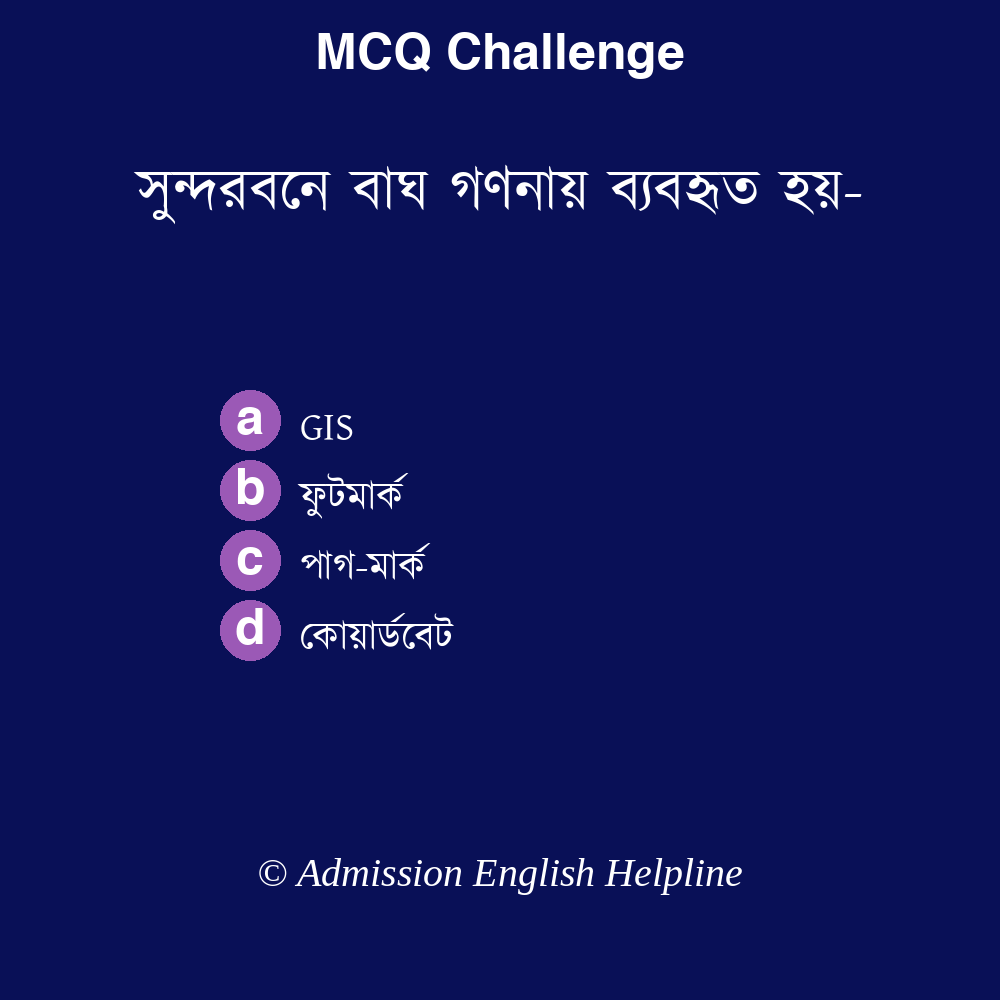 MCQ Challenge
সুন্দরবনে বাঘ গণনায় ব্যবহৃত হয়-
a GIS
b ফুটমার্ক
c পাগ-মার্ক
d কোয়ার্ডবেট
© Admission English Helpline